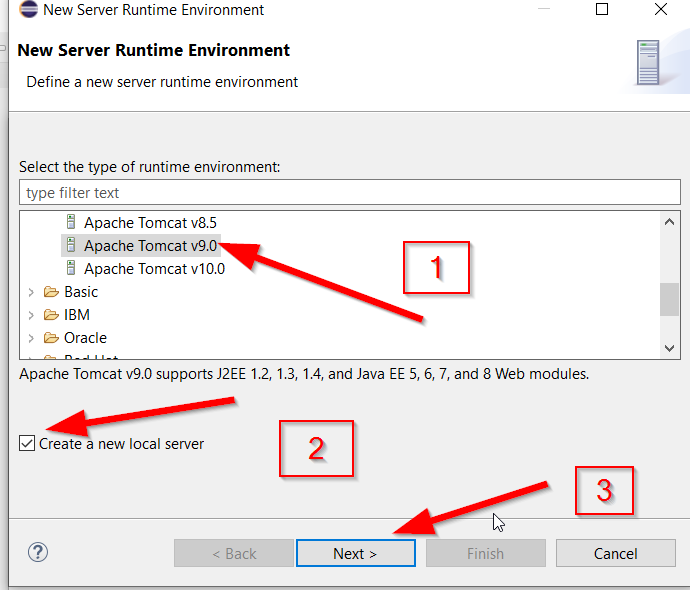 New Server Runtime Environment
New Server Runtime Environment
Define a new server runtime environment
Select the type of runtime environment:
type filter text
Apache Tomcat v8.5
Apache Tomcat v9.0
1
Apache Tomcat v10.0
Basic
IBM
Oracle
Red Hat
Apache Tomcat v9.0 supports J2EE 1.2, 1.3, 1.4, and Java EE 5, 6, 7, and 8 Web modules.
Create a new local server
2
3
? < Back Next > Finish Cancel